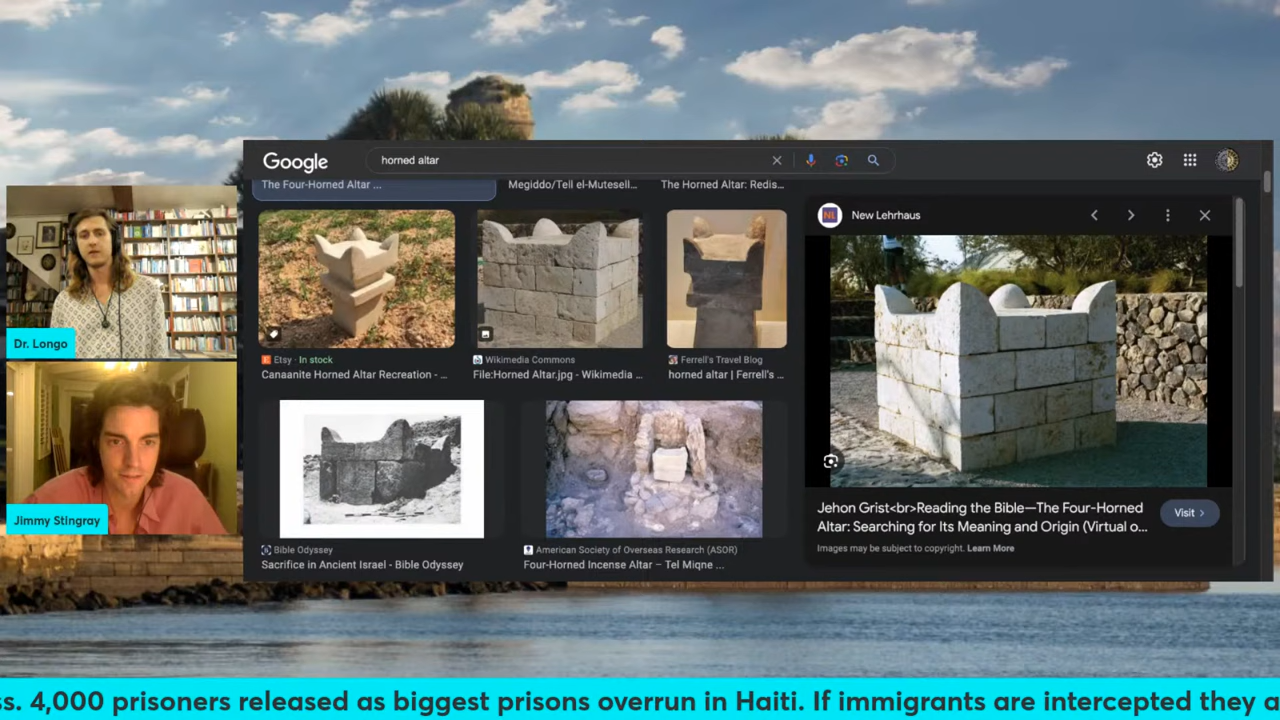 Google
horned altar
The Four-Horned Altar ...
Megiddo/Tell el-Mutesell...
The Horned Altar: Redis...
NL New Lehrhaus
Dr. Longo
Jimmy Stingray
Etsy · In stock
Canaanite Horned Altar Recreation - ...
Wikimedia Commons
File:Horned Altar.jpg - Wikimedia ...
Ferrell's Travel Blog
horned altar | Ferrell's ...
Bible Odyssey
Sacrifice in Ancient Israel - Bible Odyssey
American Society of Overseas Research (ASOR)
Four-Horned Incense Altar – Tel Miqne ...
Jehon Grist<br>Reading the Bible—The Four-Horned
Altar: Searching for Its Meaning and Origin (Virtual o...
Visit >
Images may be subject to copyright. Learn More
ss. 4,000 prisoners released as biggest prisons overrun in Haiti. If immigrants are intercepted they a